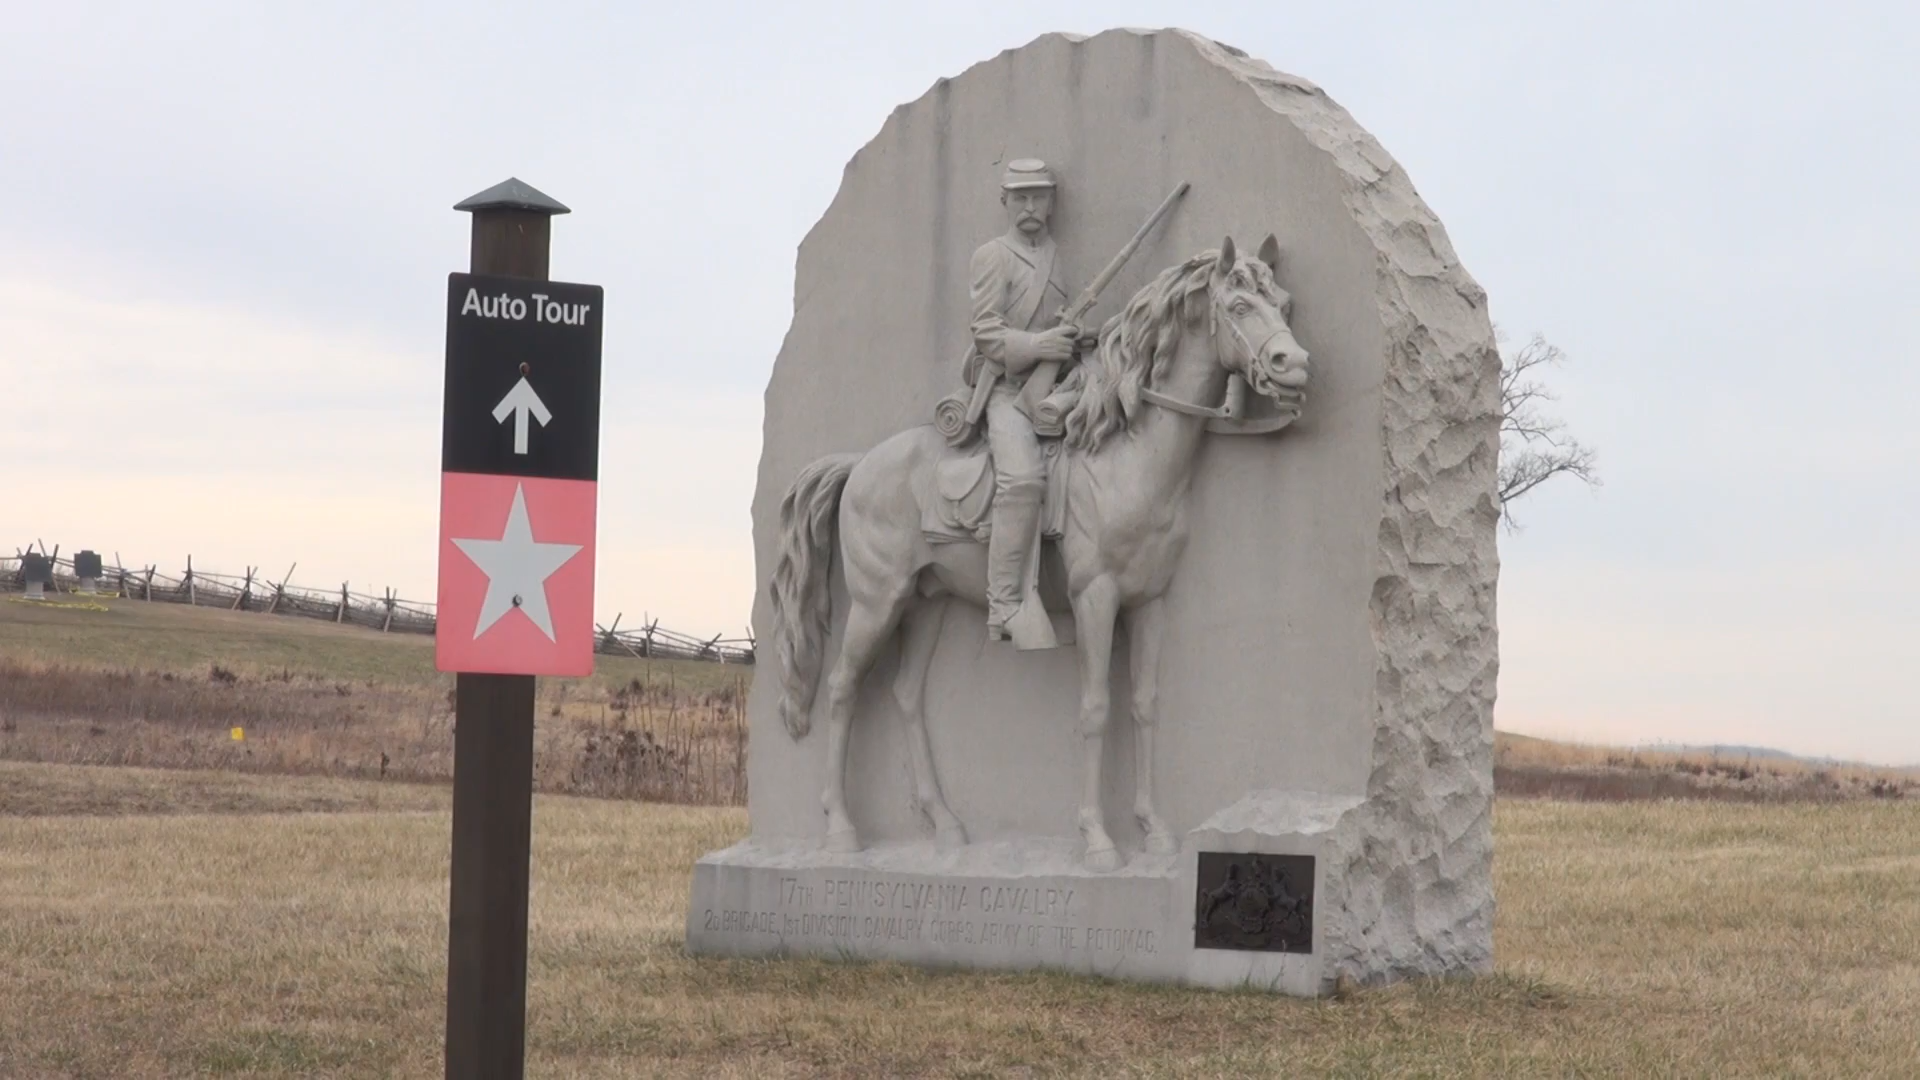 Auto Tour
17TH PENNSYLVANIA CAVALRY.
2D BRIGADE, 1ST DIVISION, CAVALRY CORPS, ARMY OF THE POTOMAC.